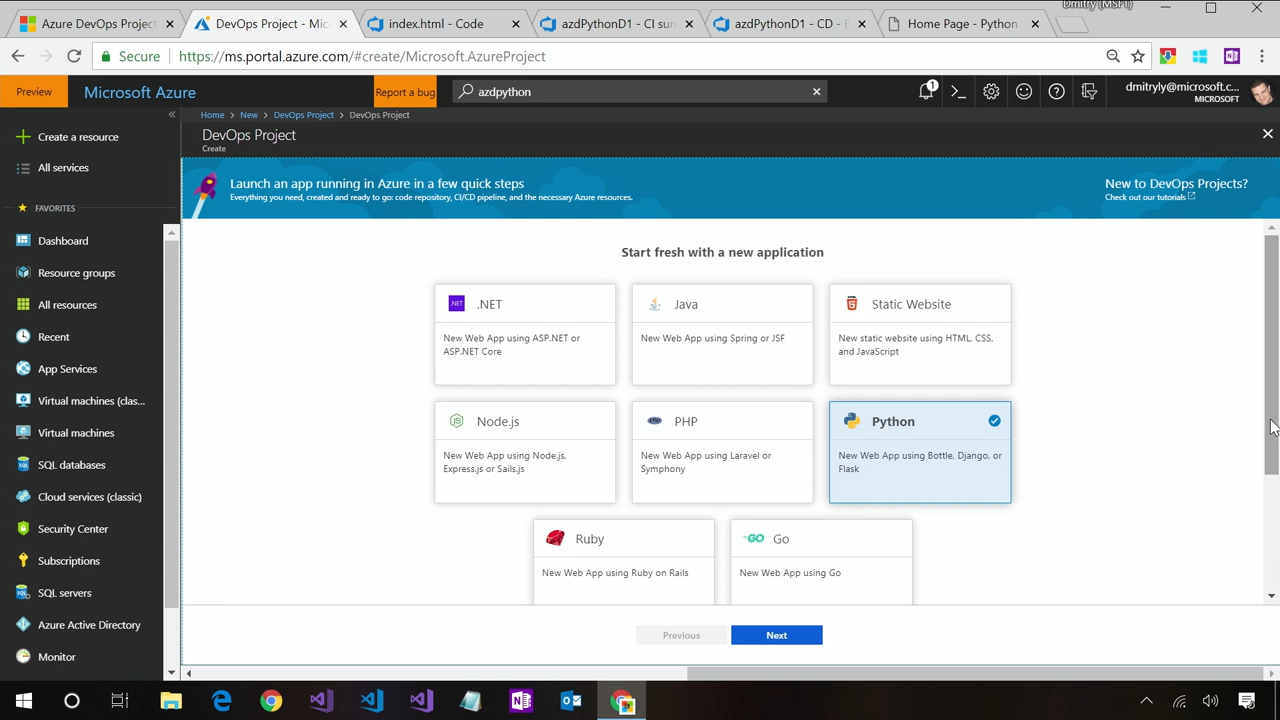 Dmitry (MSFT)
Azure DevOps Project
DevOps Project - Mic
index.html - Code
azdPythonD1 - CI sum
azdPythonD1 - CD - E
Home Page - Python
Secure
https://ms.portal.azure.com/#create/Microsoft.AzureProject
Preview
Microsoft Azure
Report a bug
azdpython
1
dmitryly@microsoft.c...
MICROSOFT
Home > New > DevOps Project > DevOps Project
DevOps Project
Create
Create a resource
All services
FAVORITES
Dashboard
Resource groups
All resources
Recent
App Services
Virtual machines (clas...
Virtual machines
SQL databases
Cloud services (classic)
Security Center
Subscriptions
SQL servers
Azure Active Directory
Monitor
Launch an app running in Azure in a few quick steps
Everything you need, created and ready to go: code repository, CI/CD pipeline, and the necessary Azure resources.
New to DevOps Projects?
Check out our tutorials
Start fresh with a new application
.NET
.NET
New Web App using ASP.NET or
ASP.NET Core
Java
New Web App using Spring or JSF
Static Website
New static website using HTML, CSS,
and JavaScript
Node.js
New Web App using Node.js,
Express.js or Sails.js
PHP
New Web App using Laravel or
Symphony
Python
New Web App using Bottle, Django, or
Flask
Ruby
New Web App using Ruby on Rails
GO
Go
New Web App using Go
Previous
Next